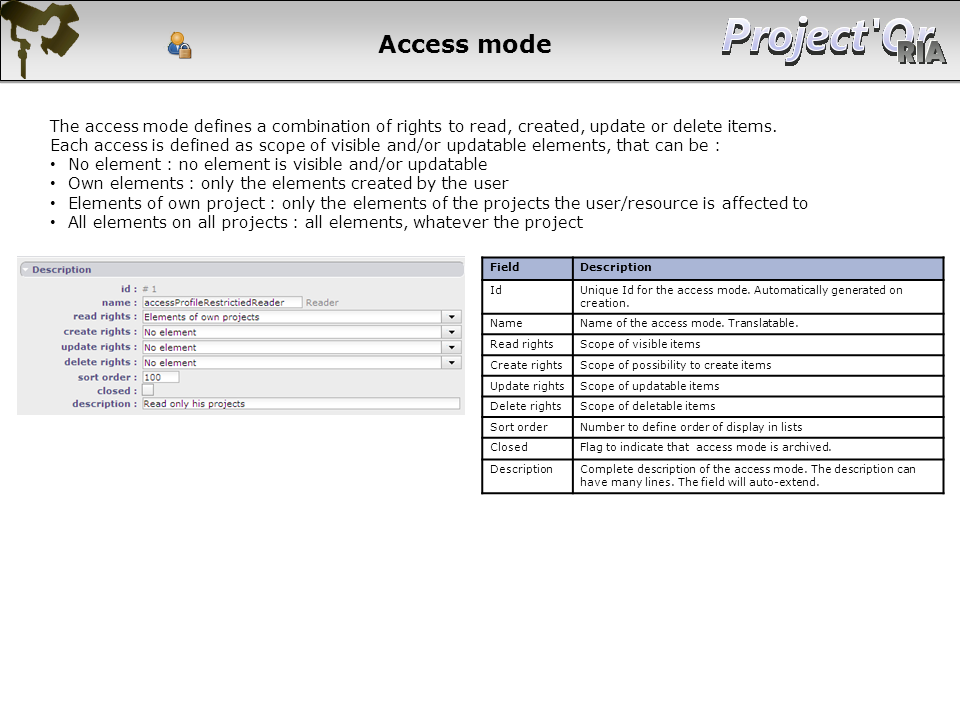 Access mode
Project'Or
RIA
The access mode defines a combination of rights to read, created, update or delete items.
Each access is defined as scope of visible and/or updatable elements, that can be :
• No element : no element is visible and/or updatable
• Own elements : only the elements created by the user
• Elements of own project : only the elements of the projects the user/resource is affected to
• All elements on all projects : all elements, whatever the project
Description
id : # 1
name : accessProfileRestrictiedReader Reader
read rights : Elements of own projects
create rights : No element
update rights : No element
delete rights : No element
sort order : 100
closed :
description : Read only his projects
Field Description
Id Unique Id for the access mode. Automatically generated on
creation.
Name Name of the access mode. Translatable.
Read rights Scope of visible items
Create rights Scope of possibility to create items
Update rights Scope of updatable items
Delete rights Scope of deletable items
Sort order Number to define order of display in lists
Closed Flag to indicate that access mode is archived.
Description Complete description of the access mode. The description can
have many lines. The field will auto-extend.